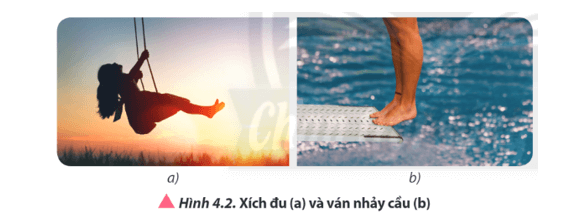 a)
b)
Hình 4.2. Xích đu (a) và ván nhảy cầu (b)